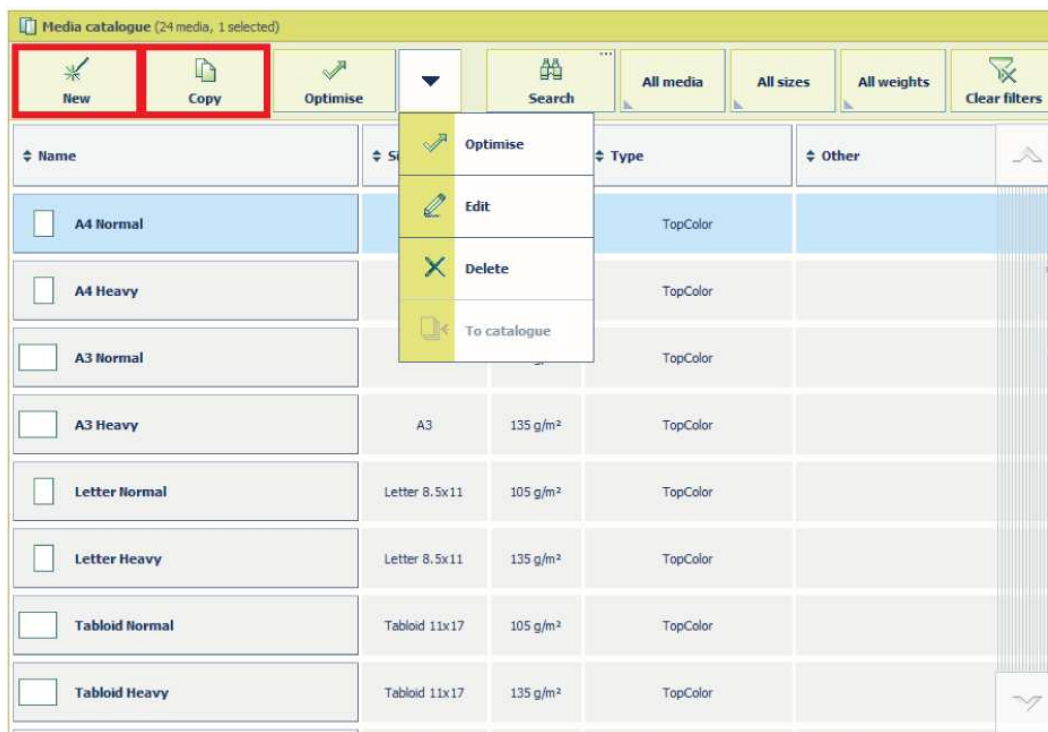 Media catalogue (24 media, 1 selected)
New Copy Optimise Search All media All sizes All weights Clear filters
Optimise
Edit
Delete
To catalogue
Name Si Type Other
A4 Normal TopColor
A4 Heavy TopColor
A3 Normal TopColor
A3 Heavy A3 135 g/m² TopColor
Letter Normal Letter 8.5x11 105 g/m² TopColor
Letter Heavy Letter 8.5x11 135 g/m² TopColor
Tabloid Normal Tabloid 11x17 105 g/m² TopColor
Tabloid Heavy Tabloid 11x17 135 g/m² TopColor